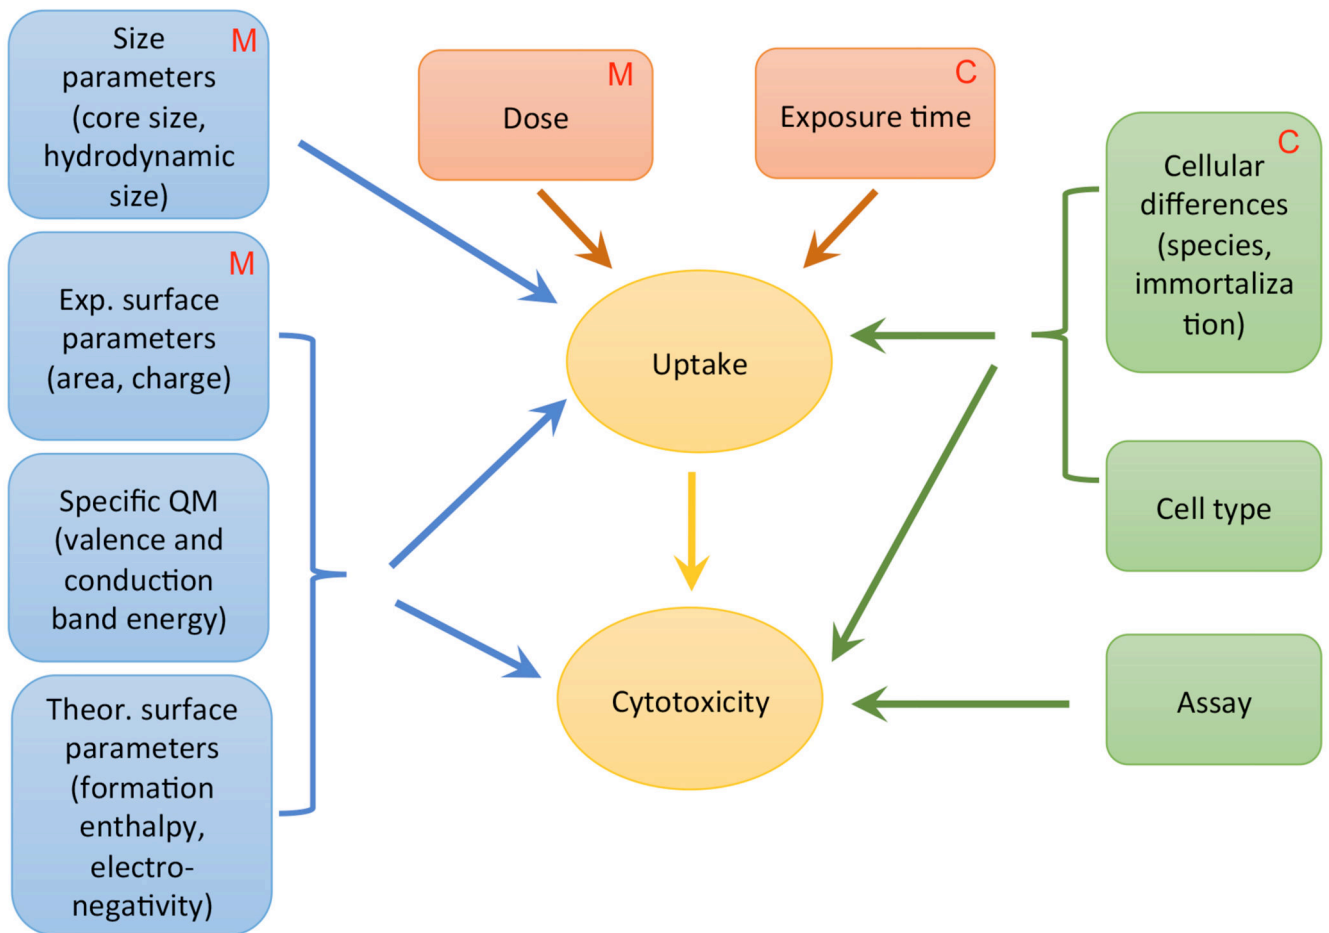 Size
M
parameters
(core size,
hydrodynamic
size)
M
Dose
C
Exposure time
C
Cellular
differences
(species,
immortaliza
tion)
M
Exp. surface
parameters
(area, charge)
Uptake
Specific QM
(valence and
conduction
band energy)
Cell type
Theor. surface
parameters
(formation
enthalpy,
electro-
negativity)
Cytotoxicity
Assay